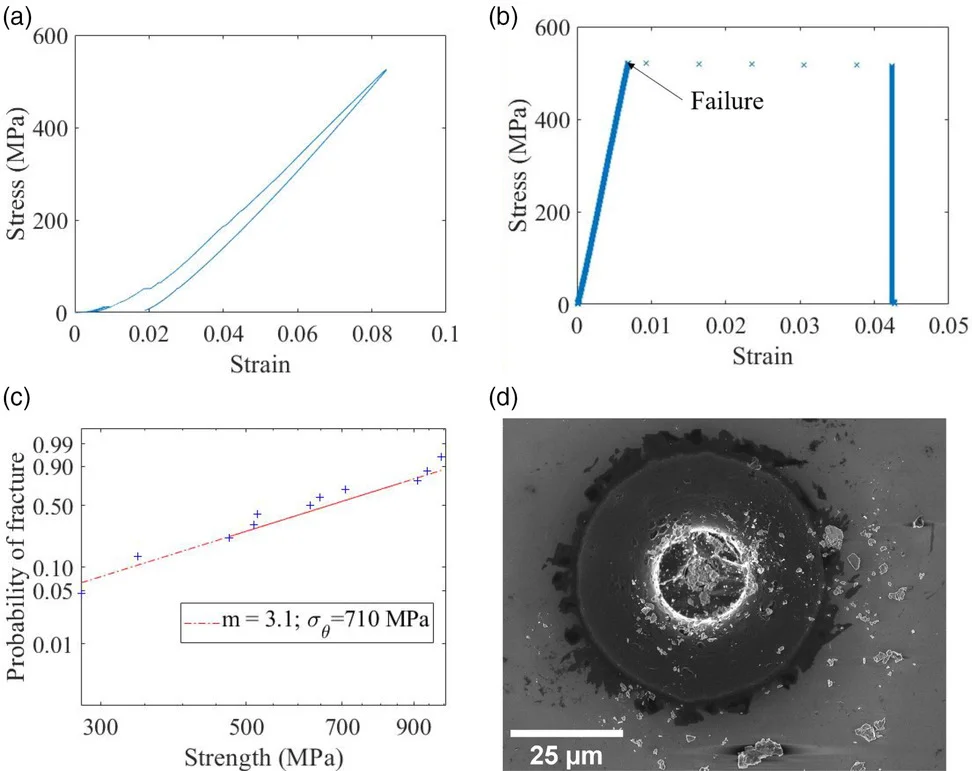 (a)
600
400
200
0
Stress (MPa)
0 0.02 0.04 0.06 0.08 0.1
Strain
(b)
600
400
200
0
Stress (MPa)
Failure
0 0.01 0.02 0.03 0.04 0.05
Strain
(c)
0.99
0.90
0.50
0.10
0.05
0.01
Probability of fracture
m = 3.1; σθ=710 MPa
300 500 700 900
Strength (MPa)
(d)
25 µm